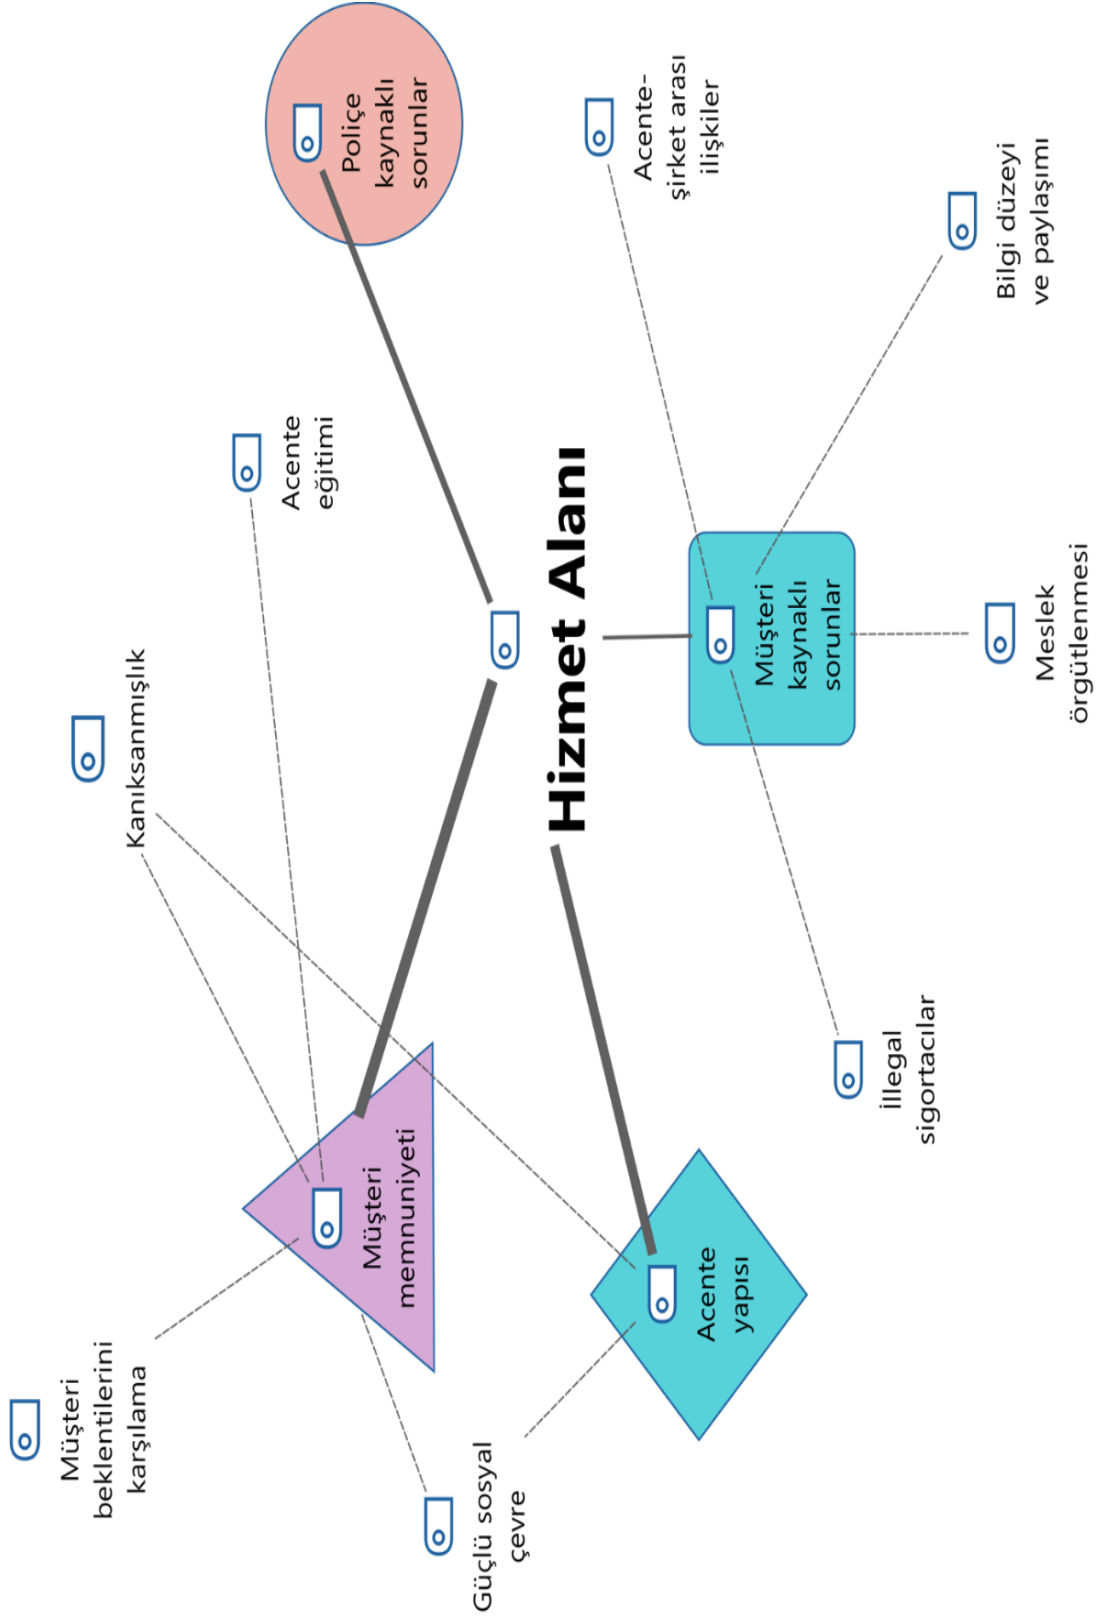 Müşteri
beklentilerini
karşılama
Kanıksanmışlık
Acente
eğitimi
Poliçe
kaynaklı
sorunlar
Müşteri
memnuniyeti
Güçlü sosyal
çevre
Hizmet Alanı
Acente-
şirket arası
ilişkiler
Acente
yapısı
Müşteri
kaynaklı
sorunlar
İllegal
sigortacılar
Bilgi düzeyi
ve paylaşımı
Meslek
örgütlenmesi